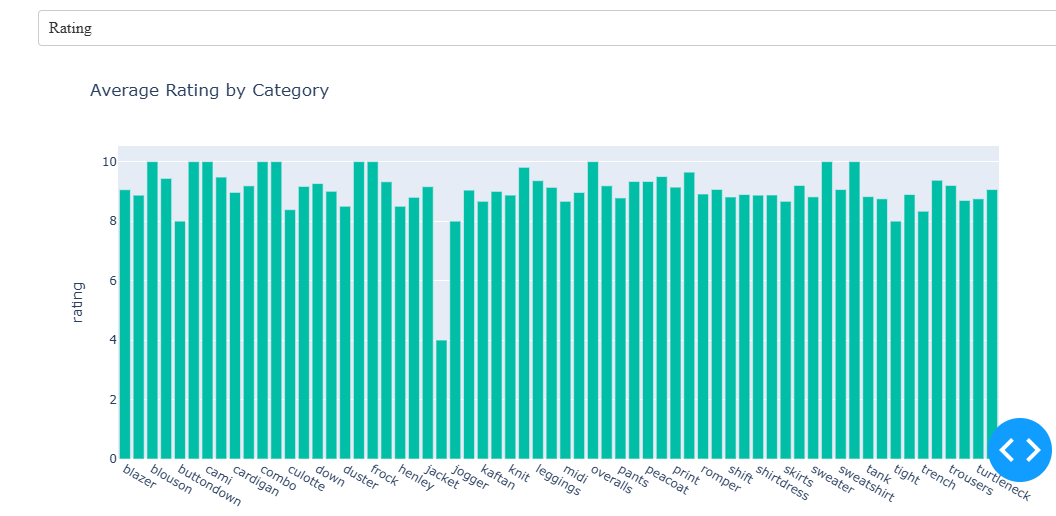 Rating
Average Rating by Category
10
8
6
4
2
0
rating
blazer
blouson
buttondown
cami
cardigan
combo
culotte
down
duster
frock
henley
jacket
jogger
kaftan
knit
leggings
midi
overalls
pants
peacoat
print
romper
shift
shirtdress
skirts
sweater
sweatshirt
tank
tight
trench
trousers
turtleneck